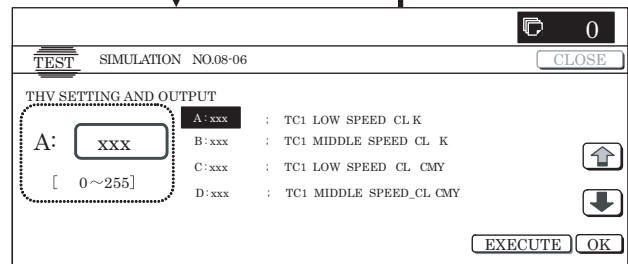 0
TEST SIMULATION NO.08-06 CLOSE
THV SETTING AND OUTPUT
A: xxx
[ 0~255]
A:xxx ; TC1 LOW SPEED CL K
B:xxx ; TC1 MIDDLE SPEED CL K
C:xxx ; TC1 LOW SPEED CL CMY
D:xxx ; TC1 MIDDLE SPEED_CL CMY
EXECUTE OK